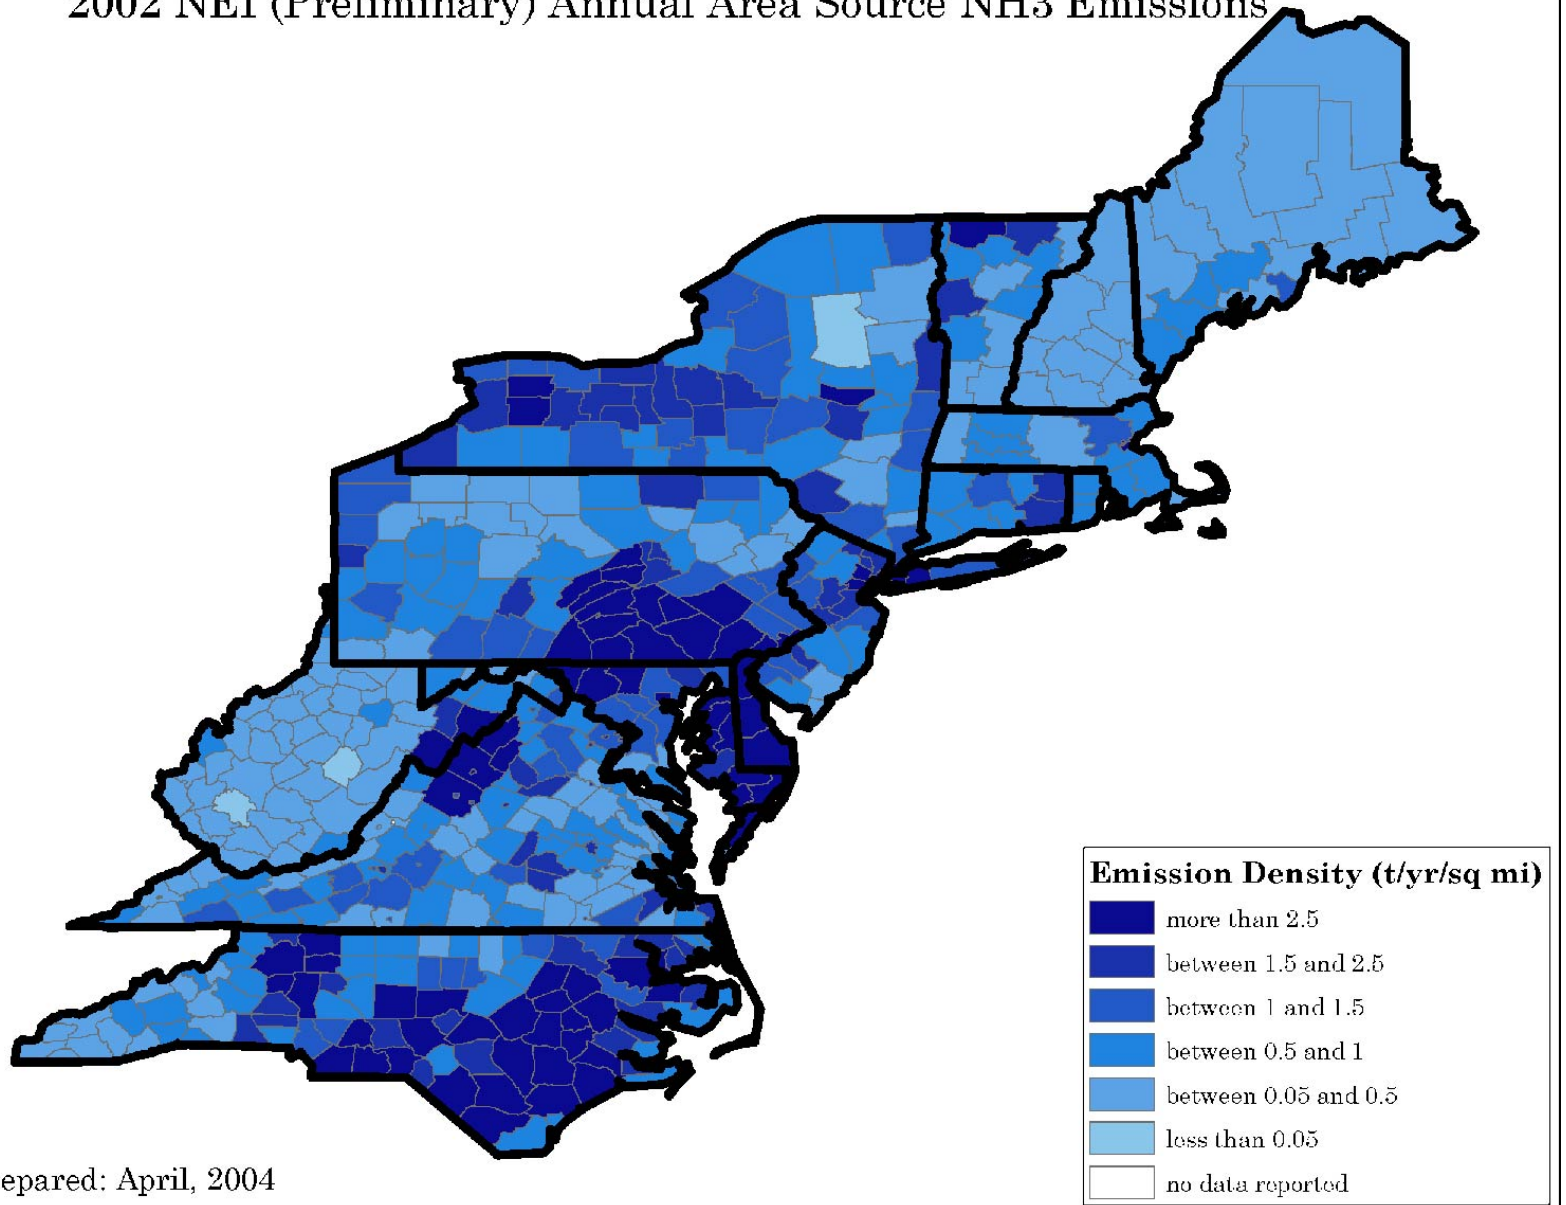 2002 NEI (Preliminary) Annual Area Source NH3 Emissions
Emission Density (t/yr/sq mi)
more than 2.5
between 1.5 and 2.5
between 1 and 1.5
between 0.5 and 1
between 0.05 and 0.5
less than 0.05
no data reported
epared: April, 2004